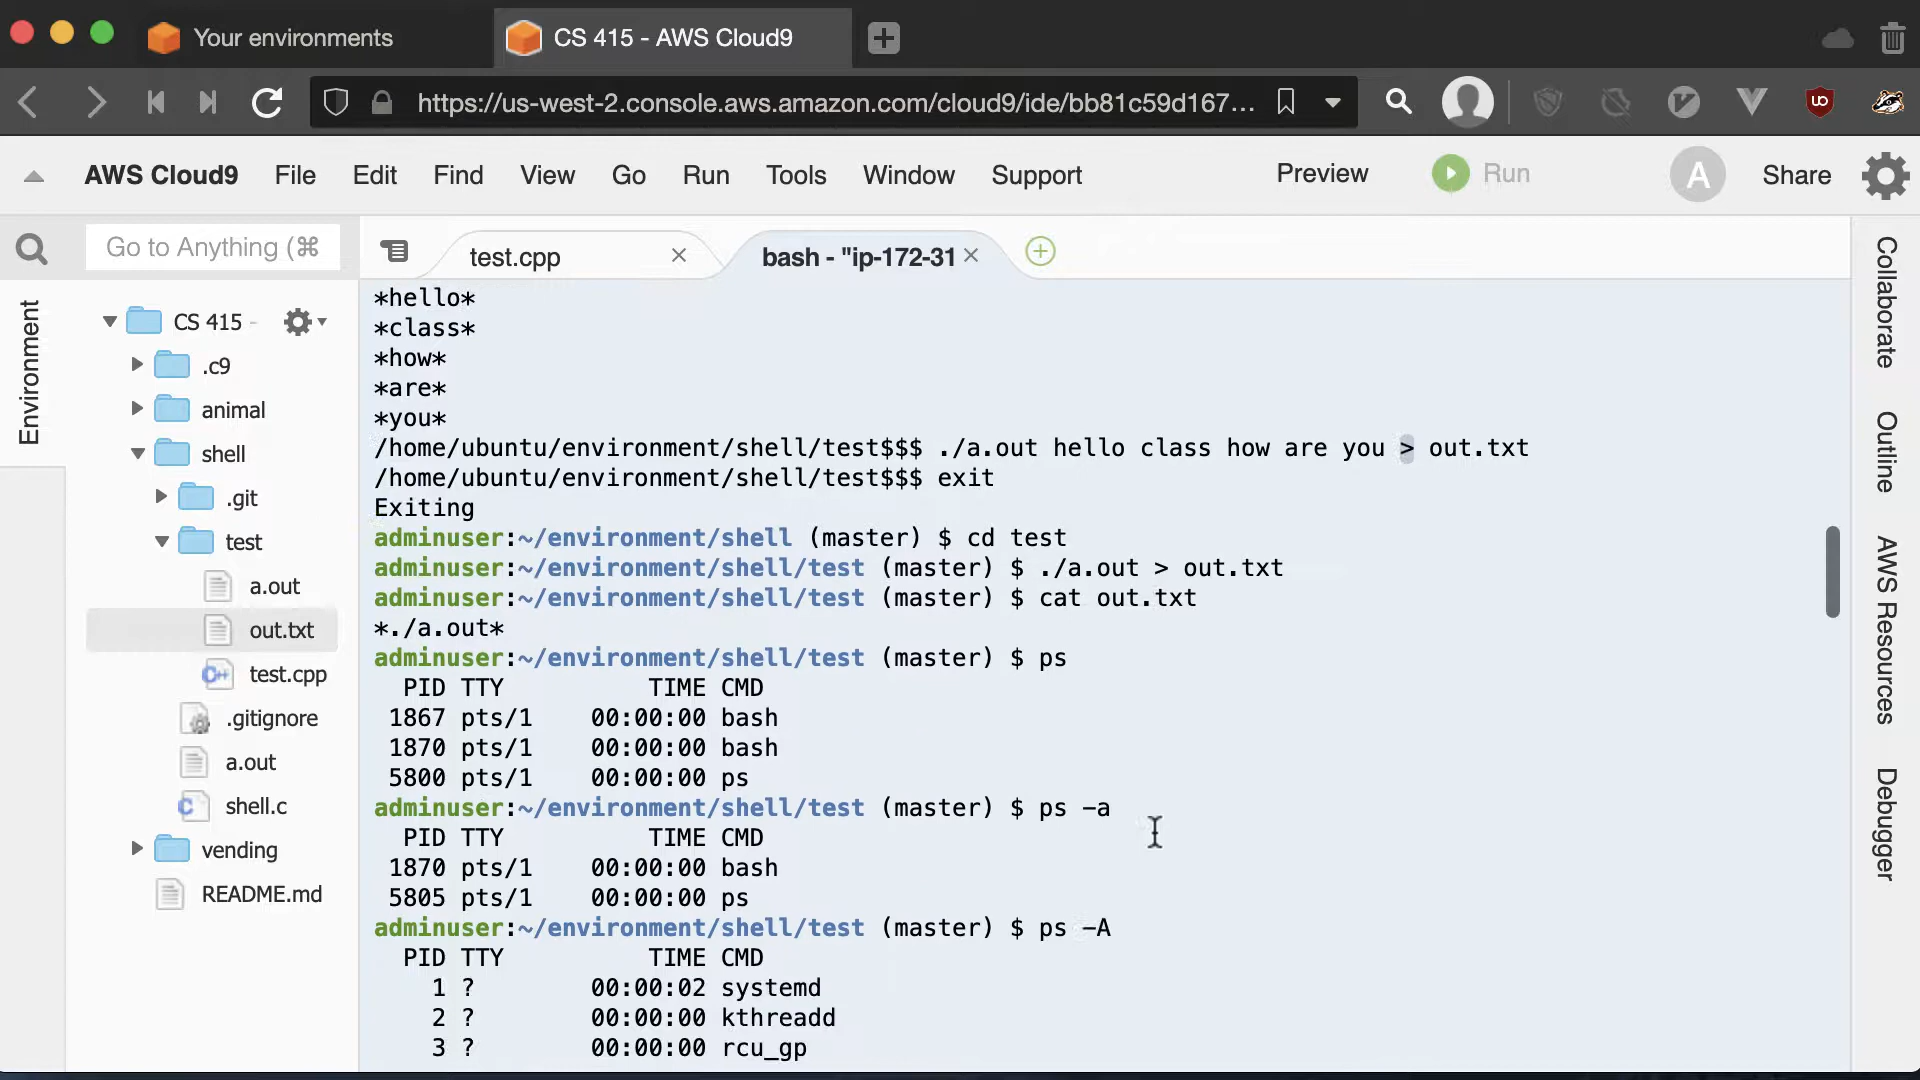 Your environments
CS 415 - AWS Cloud9
https://us-west-2.console.aws.amazon.com/cloud9/ide/bb81c59d167...
AWS Cloud9 File Edit Find View Go Run Tools Window Support Preview Run A Share
Go to Anything (⌘
test.cpp
bash - "ip-172-31
Environment
CS 415 -
.c9
animal
shell
.git
test
a.out
out.txt
test.cpp
.gitignore
a.out
shell.c
vending
README.md
*hello*
*class*
*how*
*are*
*you*
/home/ubuntu/environment/shell/test$$$ ./a.out hello class how are you > out.txt
/home/ubuntu/environment/shell/test$$$ exit
Exiting
adminuser:~/environment/shell (master) $ cd test
adminuser:~/environment/shell/test (master) $ ./a.out > out.txt
adminuser:~/environment/shell/test (master) $ cat out.txt
*./a.out*
adminuser:~/environment/shell/test (master) $ ps
PID TTY TIME CMD
1867 pts/1 00:00:00 bash
1870 pts/1 00:00:00 bash
5800 pts/1 00:00:00 ps
adminuser:~/environment/shell/test (master) $ ps -a
PID TTY TIME CMD
1870 pts/1 00:00:00 bash
5805 pts/1 00:00:00 ps
adminuser:~/environment/shell/test (master) $ ps -A
PID TTY TIME CMD
1 ? 00:00:02 systemd
2 ? 00:00:00 kthreadd
3 ? 00:00:00 rcu_gp
Collaborate
Outline
AWS Resources
Debugger